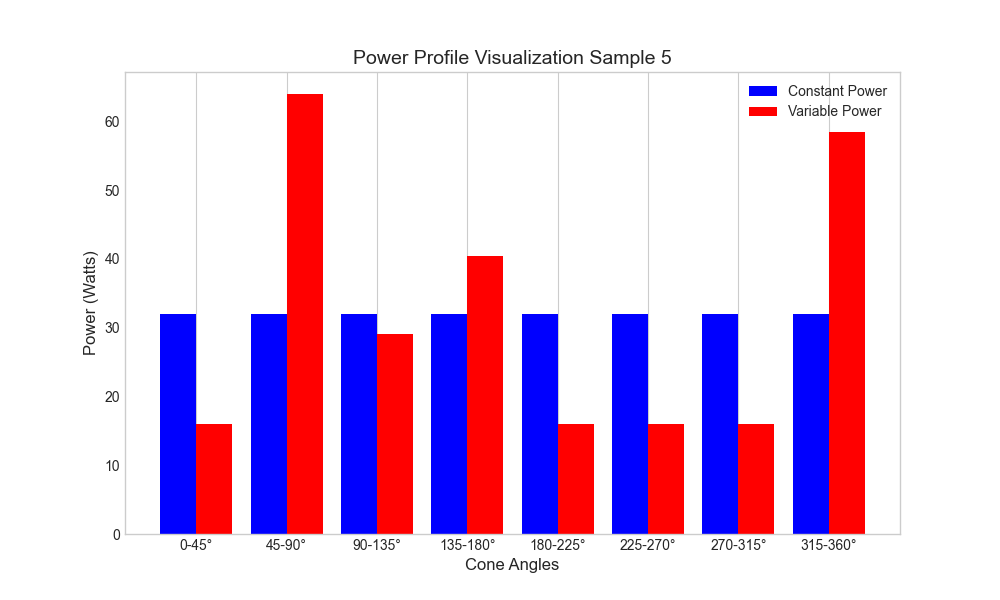 Power Profile Visualization Sample 5
Constant Power
Variable Power
Power (Watts)
60
50
40
30
20
10
0
0-45° 45-90° 90-135° 135-180° 180-225° 225-270° 270-315° 315-360°
Cone Angles